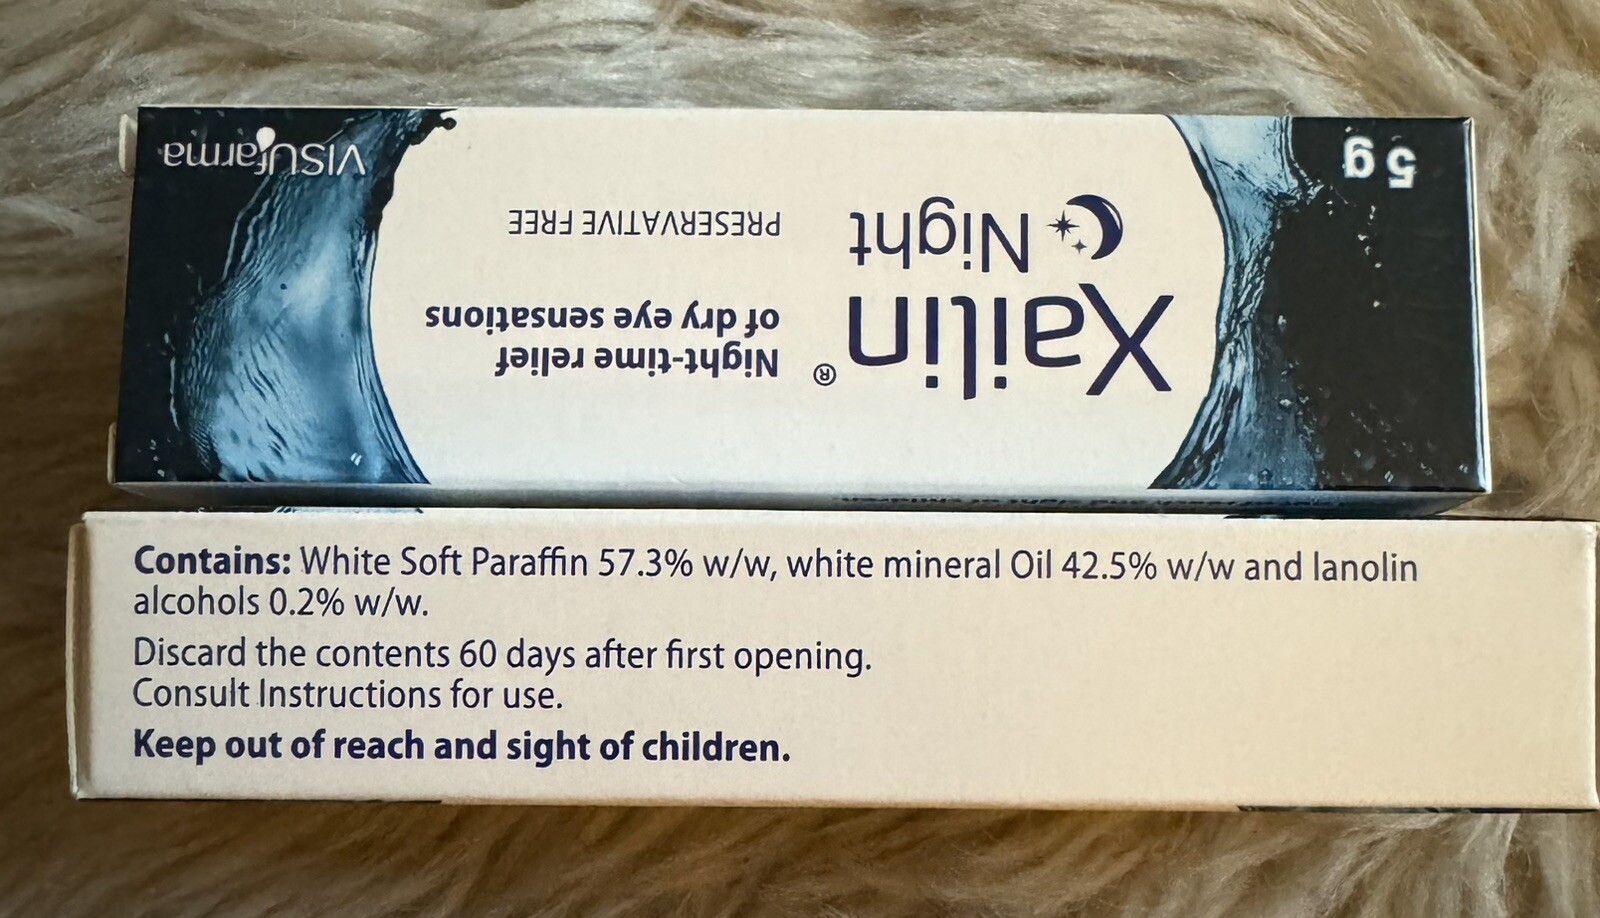 VISUfarma
5 g
Xailin®
Night
Night-time relief
of dry eye sensations
PRESERVATIVE FREE
Contains: White Soft Paraffin 57.3% w/w, white mineral Oil 42.5% w/w and lanolin
alcohols 0.2% w/w.
Discard the contents 60 days after first opening.
Consult Instructions for use.
Keep out of reach and sight of children.